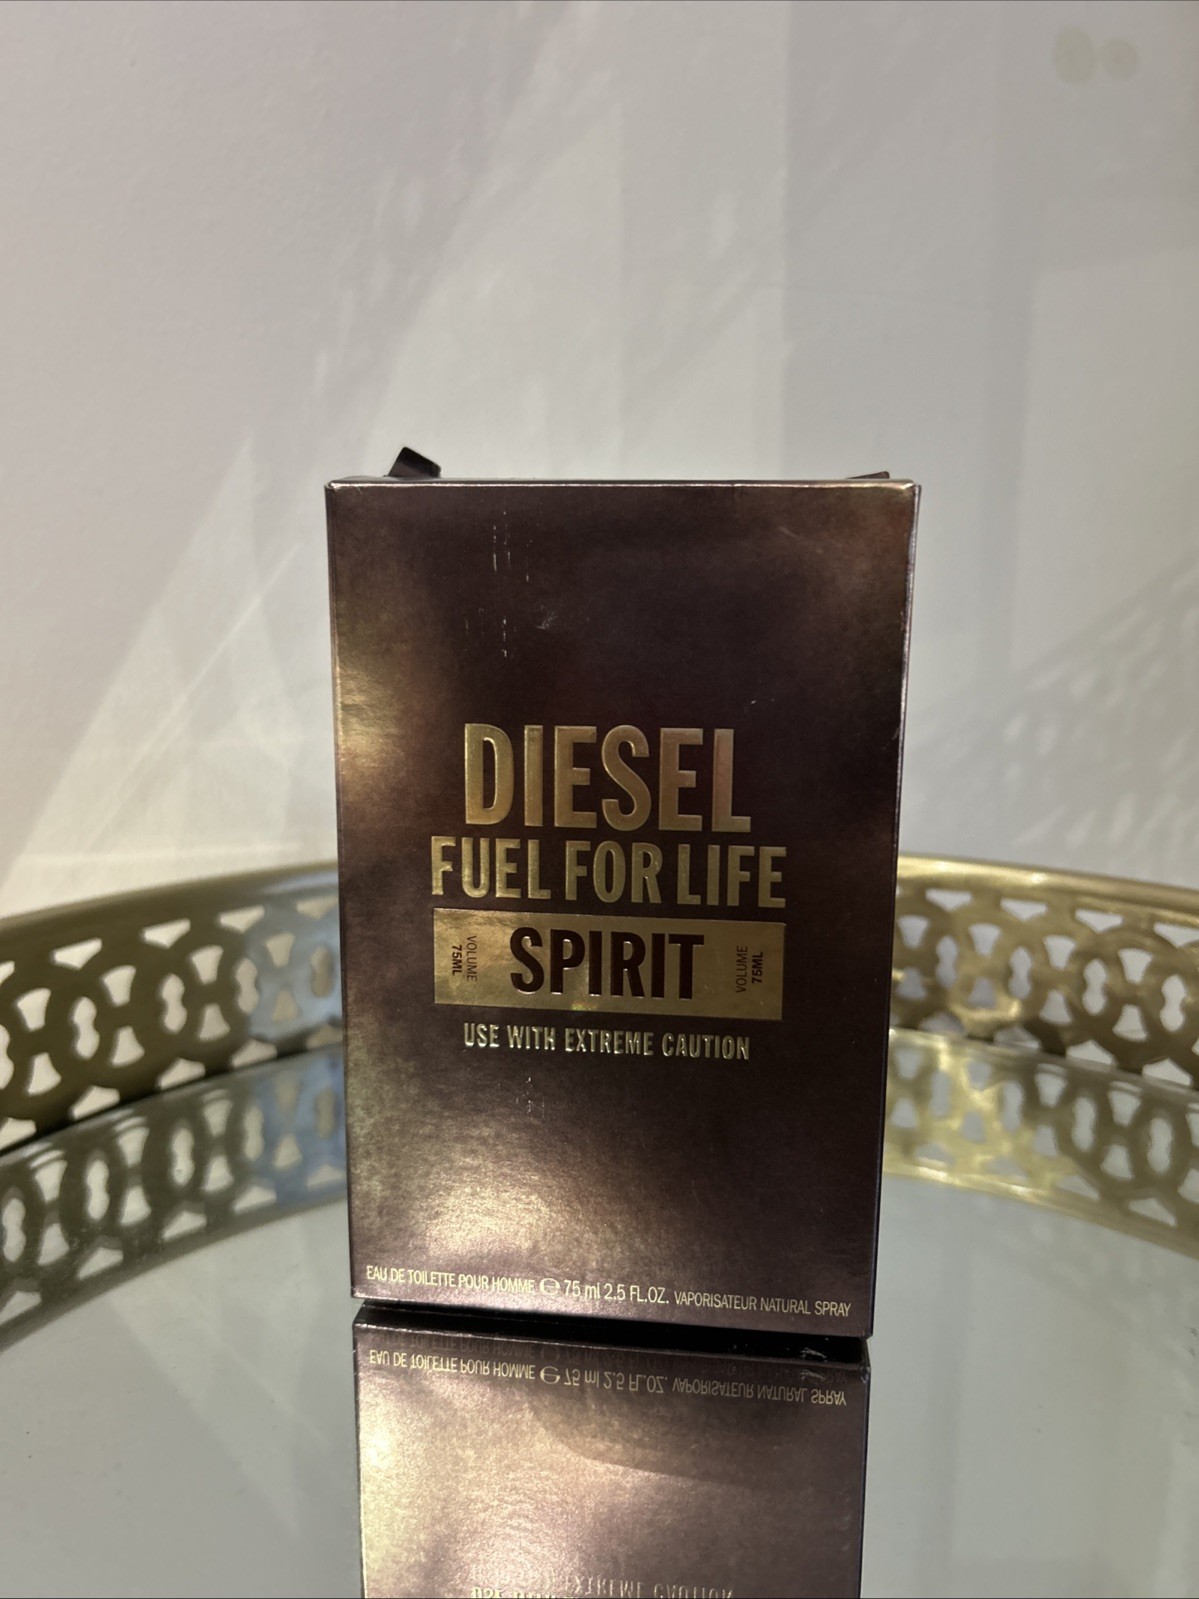 DIESEL
FUEL FOR LIFE
VOLUME
75ML
SPIRIT
VOLUME
75ML
USE WITH EXTREME CAUTION
EAU DE TOILETTE POUR HOMME ℮ 75 ml 2.5 FL.OZ. VAPORISATEUR NATURAL SPRAY